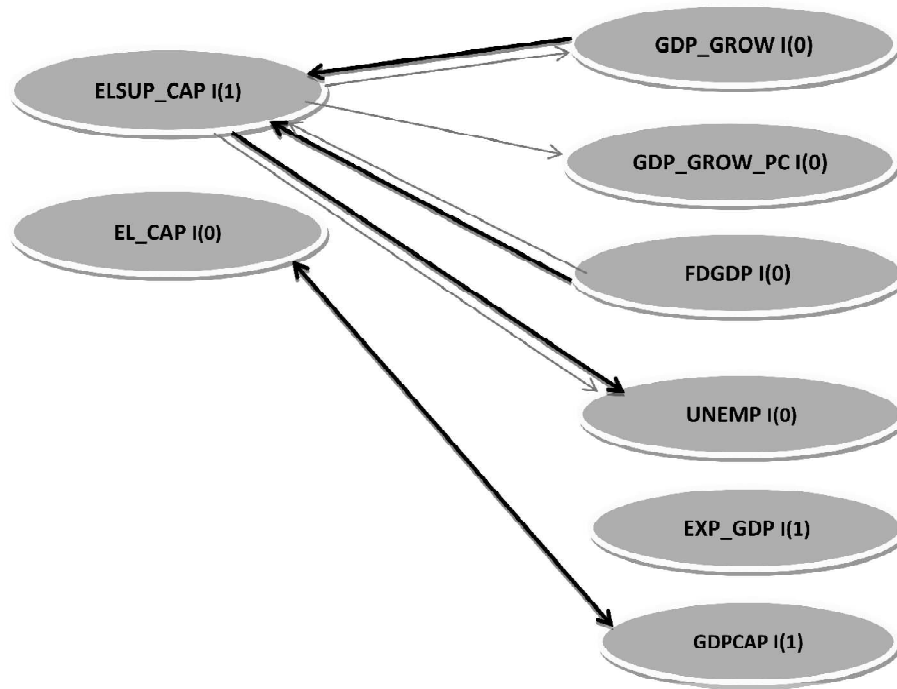 ELSUP_CAP I(1)
EL_CAP I(0)
GDP_GROW I(0)
GDP_GROW_PC I(0)
FDGDP I(0)
UNEMP I(0)
EXP_GDP I(1)
GDPCAP I(1)